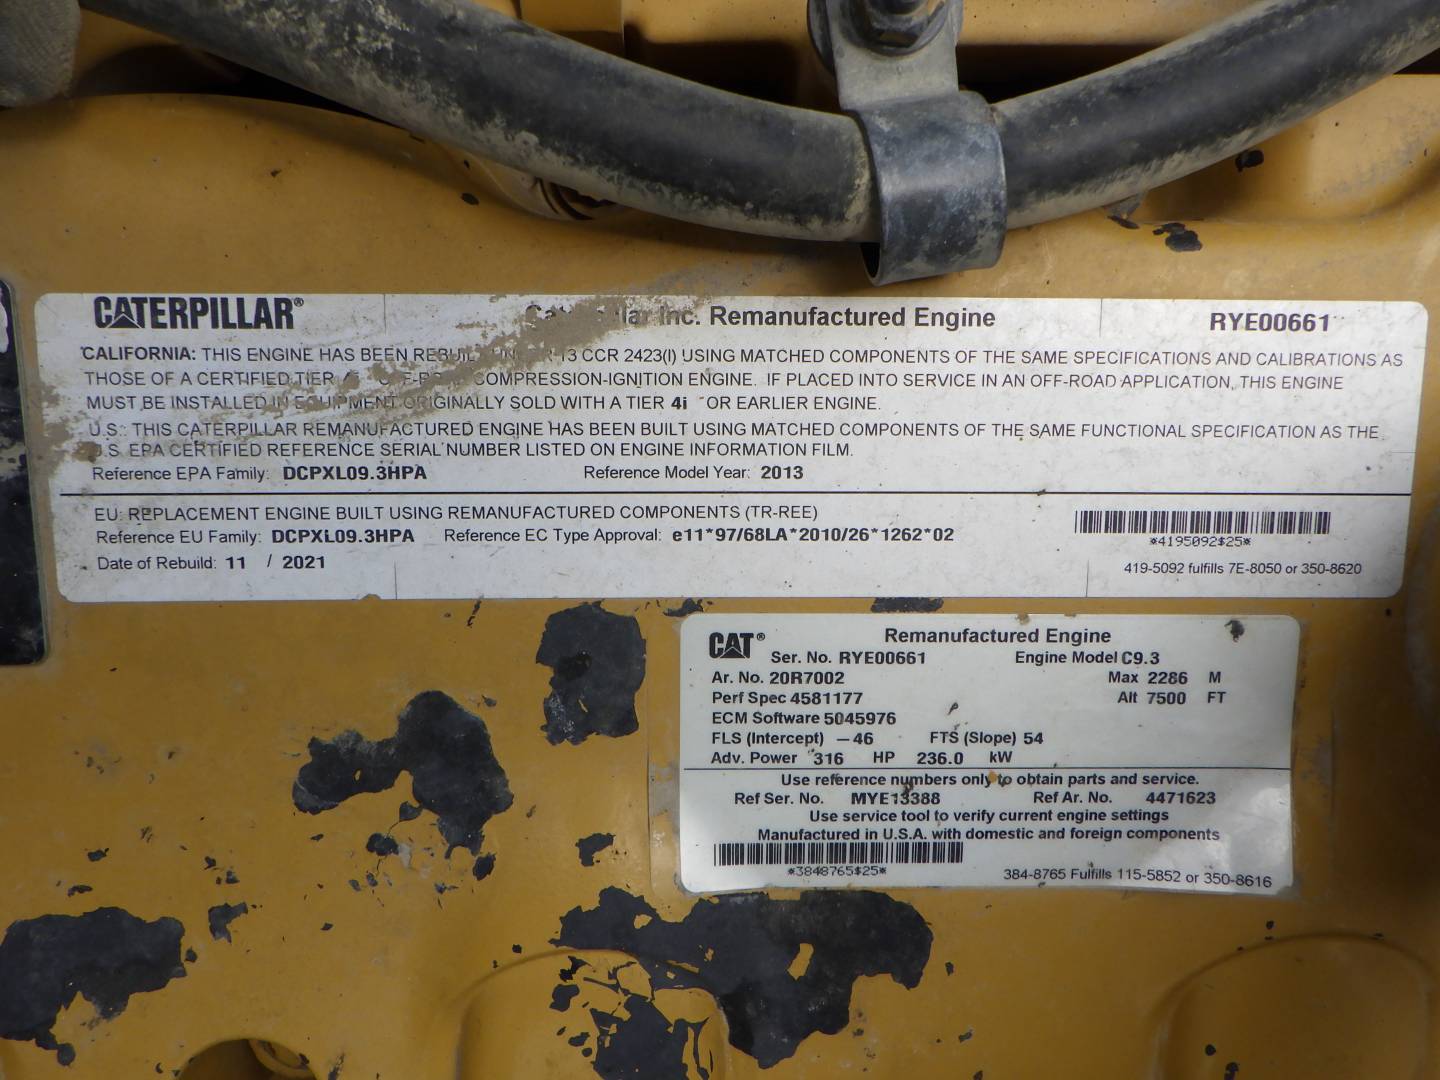 CATERPILLAR® Caterpillar Inc. Remanufactured Engine RYE00661
CALIFORNIA: THIS ENGINE HAS BEEN REBUILT UNDER 13 CCR 2423(l) USING MATCHED COMPONENTS OF THE SAME SPECIFICATIONS AND CALIBRATIONS AS
THOSE OF A CERTIFIED TIER OFF-ROAD COMPRESSION-IGNITION ENGINE. IF PLACED INTO SERVICE IN AN OFF-ROAD APPLICATION, THIS ENGINE
MUST BE INSTALLED IN EQUIPMENT ORIGINALLY SOLD WITH A TIER 4i OR EARLIER ENGINE.
U.S.: THIS CATERPILLAR REMANUFACTURED ENGINE HAS BEEN BUILT USING MATCHED COMPONENTS OF THE SAME FUNCTIONAL SPECIFICATION AS THE
U.S. EPA CERTIFIED REFERENCE SERIAL NUMBER LISTED ON ENGINE INFORMATION FILM.
Reference EPA Family: DCPXL09.3HPA Reference Model Year: 2013
EU: REPLACEMENT ENGINE BUILT USING REMANUFACTURED COMPONENTS (TR-REE)
Reference EU Family: DCPXL09.3HPA Reference EC Type Approval: e11*97/68LA*2010/26*1262*02
*4195092$25*
Date of Rebuild: 11 / 2021 419-5092 fulfills 7E-8050 or 350-8620
CAT® Remanufactured Engine
Ser. No. RYE00661 Engine Model C9.3
Ar. No. 20R7002 Max 2286 M
Perf Spec 4581177 Alt 7500 FT
ECM Software 5045976
FLS (Intercept) -46 FTS (Slope) 54
Adv. Power 316 HP 236.0 kW
Use reference numbers only to obtain parts and service.
Ref Ser. No. MYE13388 Ref Ar. No. 4471623
Use service tool to verify current engine settings
Manufactured in U.S.A. with domestic and foreign components
*3848765$25*
384-8765 Fulfills 115-5852 or 350-8616